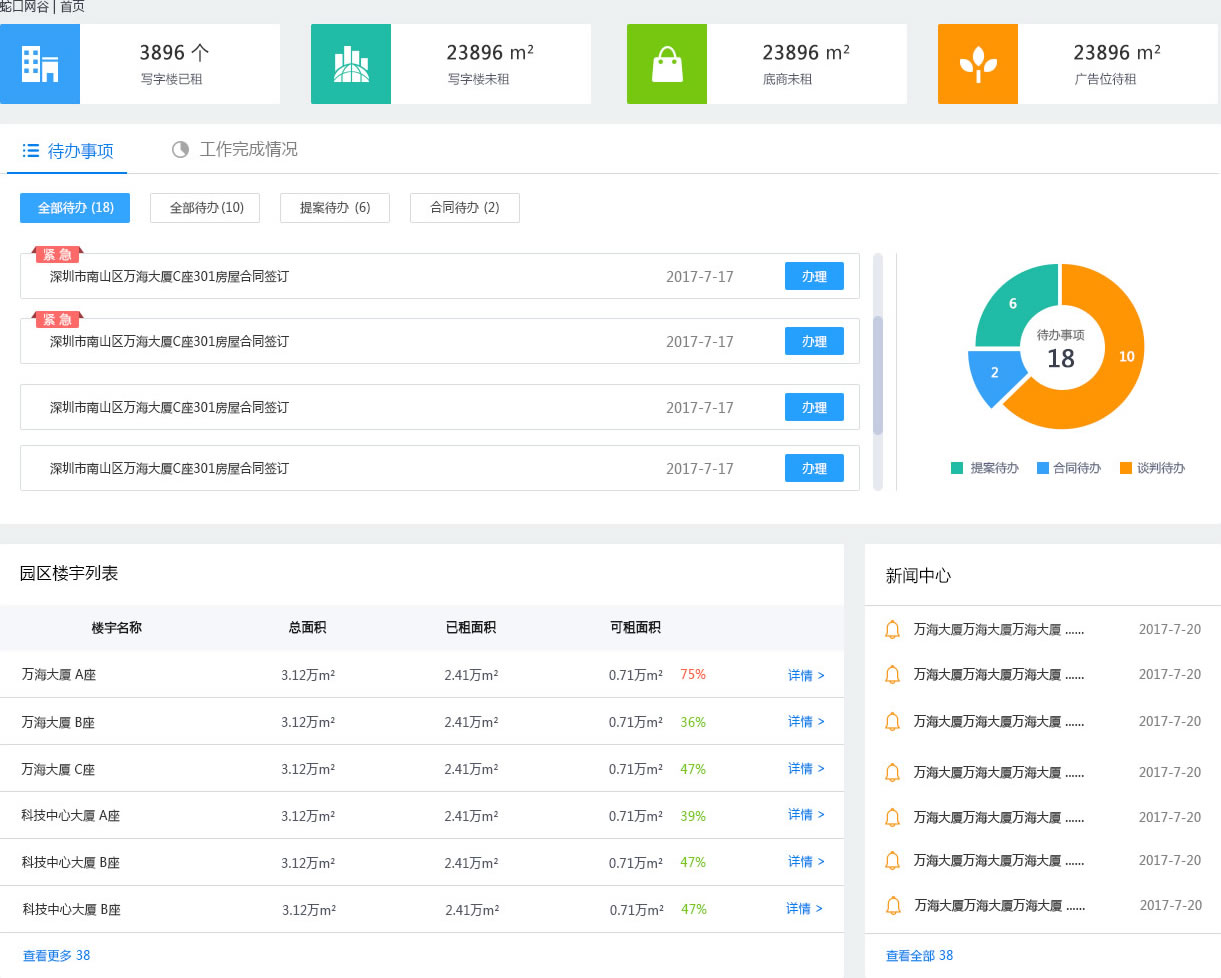 蛇口网谷 | 首页
3896 个
写字楼已租
23896 m²
写字楼未租
23896 m²
底商未租
23896 m²
广告位待租
待办事项
工作完成情况
全部待办 (18)
全部待办 (10)
提案待办 (6)
合同待办 (2)
紧 急
深圳市南山区万海大厦C座301房屋合同签订 2017-7-17 办理
紧 急
深圳市南山区万海大厦C座301房屋合同签订 2017-7-17 办理
深圳市南山区万海大厦C座301房屋合同签订 2017-7-17 办理
深圳市南山区万海大厦C座301房屋合同签订 2017-7-17 办理
6
待办事项
18
10
2
提案待办 合同待办 谈判待办
园区楼宇列表
楼宇名称 总面积 已租面积 可租面积
万海大厦 A座 3.12万m² 2.41万m² 0.71万m² 75% 详情 >
万海大厦 B座 3.12万m² 2.41万m² 0.71万m² 36% 详情 >
万海大厦 C座 3.12万m² 2.41万m² 0.71万m² 47% 详情 >
科技中心大厦 A座 3.12万m² 2.41万m² 0.71万m² 39% 详情 >
科技中心大厦 B座 3.12万m² 2.41万m² 0.71万m² 47% 详情 >
科技中心大厦 B座 3.12万m² 2.41万m² 0.71万m² 47% 详情 >
查看更多 38
新闻中心
万海大厦万海大厦万海大厦 ...... 2017-7-20
万海大厦万海大厦万海大厦 ...... 2017-7-20
万海大厦万海大厦万海大厦 ...... 2017-7-20
万海大厦万海大厦万海大厦 ...... 2017-7-20
万海大厦万海大厦万海大厦 ...... 2017-7-20
万海大厦万海大厦万海大厦 ...... 2017-7-20
万海大厦万海大厦万海大厦 ...... 2017-7-20
查看全部 38